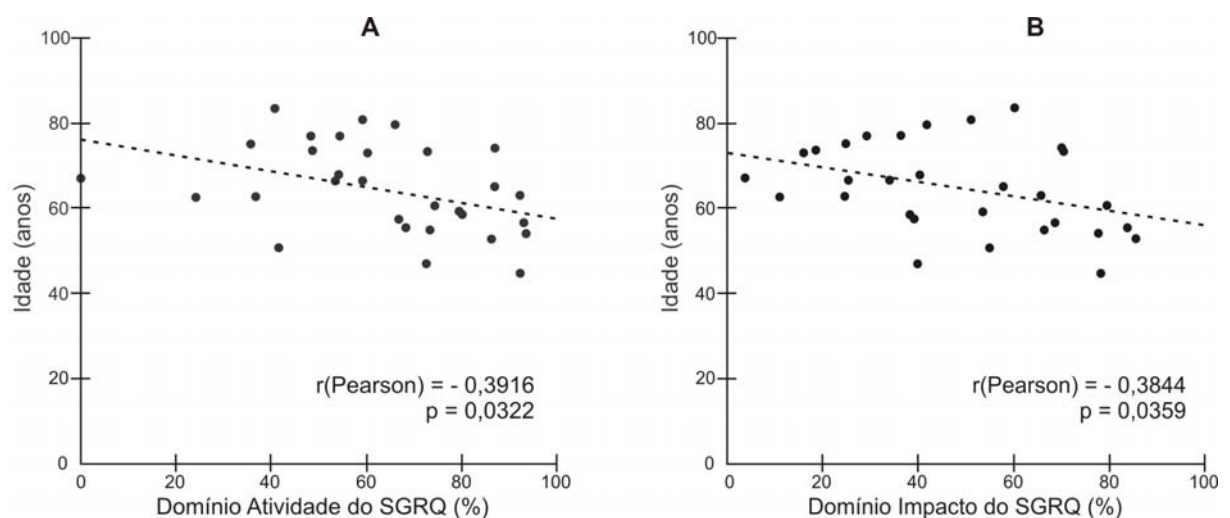 A
100
80
60
40
20
0
Idade (anos)
r(Pearson) = - 0,3916
p = 0,0322
0 20 40 60 80 100
Domínio Atividade do SGRQ (%)
B
100
80
60
40
20
0
Idade (anos)
r(Pearson) = - 0,3844
p = 0,0359
0 20 40 60 80 100
Domínio Impacto do SGRQ (%)